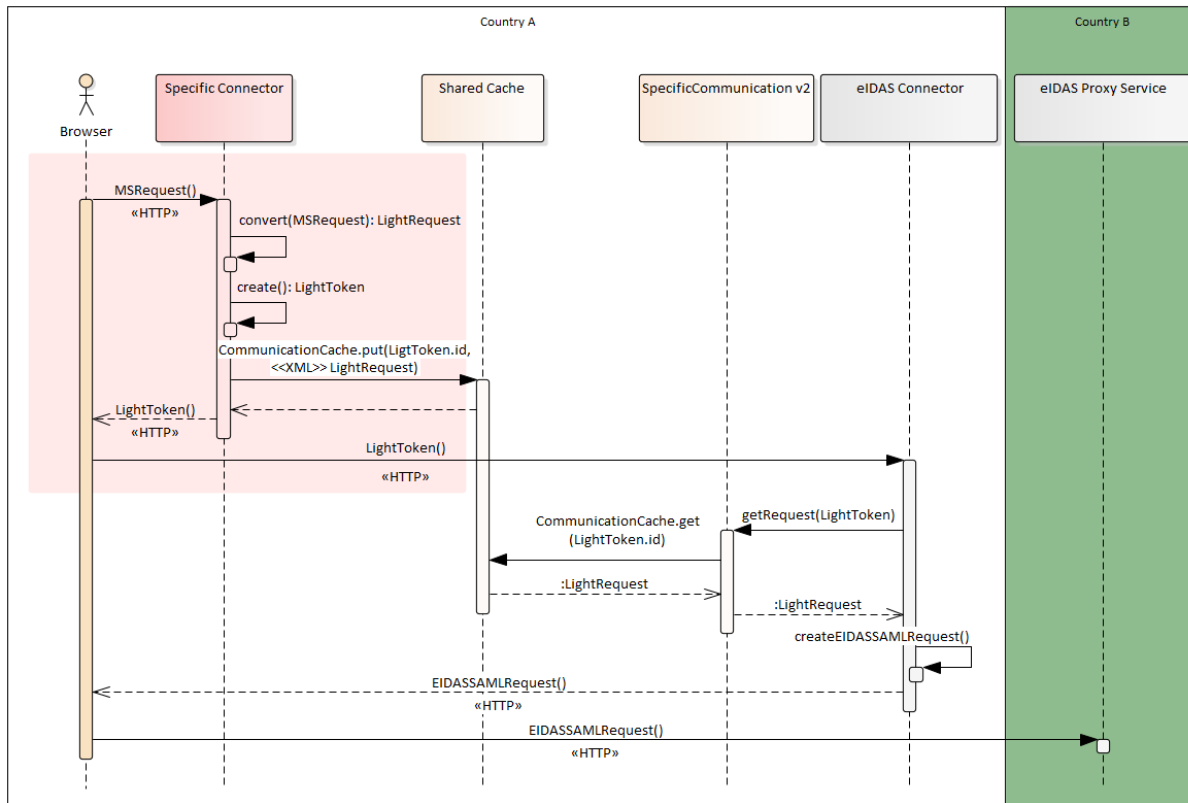 Country A
Country B
Specific Connector
Shared Cache
SpecificCommunication v2
eIDAS Connector
eIDAS Proxy Service
Browser
MSRequest()
«HTTP»
convert(MSRequest): LightRequest
create(): LightToken
CommunicationCache.put(LigtToken.id,
<<XML>> LightRequest)
LightToken()
«HTTP»
LightToken()
«HTTP»
getRequest(LightToken)
CommunicationCache.get
(LightToken.id)
:LightRequest
:LightRequest
createEIDASSAMLRequest()
EIDASSAMLRequest()
«HTTP»
EIDASSAMLRequest()
«HTTP»